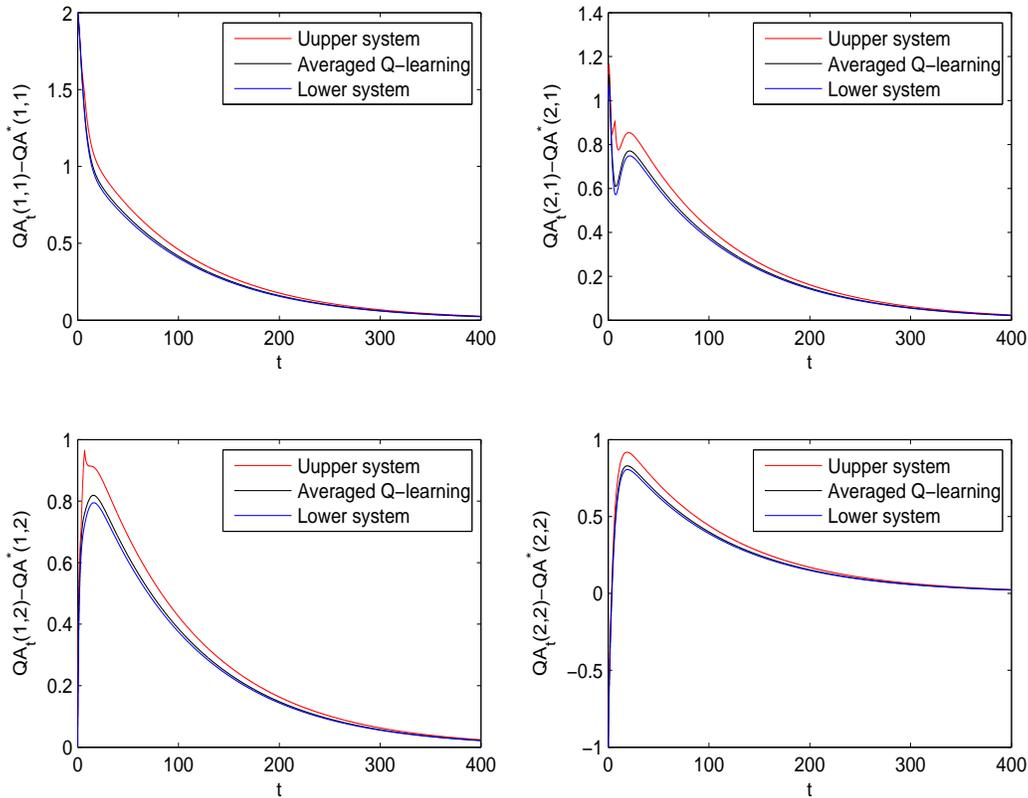 2
1.5
1
0.5
0
0
100
200
300
400
t
QA_t(1,1)−QA^*(1,1)
Uupper system
Averaged Q−learning
Lower system
1.4
1.2
1
0.8
0.6
0.4
0.2
0
0
100
200
300
400
t
QA_t(2,1)−QA^*(2,1)
Uupper system
Averaged Q−learning
Lower system
1
0.8
0.6
0.4
0.2
0
0
100
200
300
400
t
QA_t(1,2)−QA^*(1,2)
Uupper system
Averaged Q−learning
Lower system
1
0.5
0
−0.5
−1
0
100
200
300
400
t
QA_t(2,2)−QA^*(2,2)
Uupper system
Averaged Q−learning
Lower system